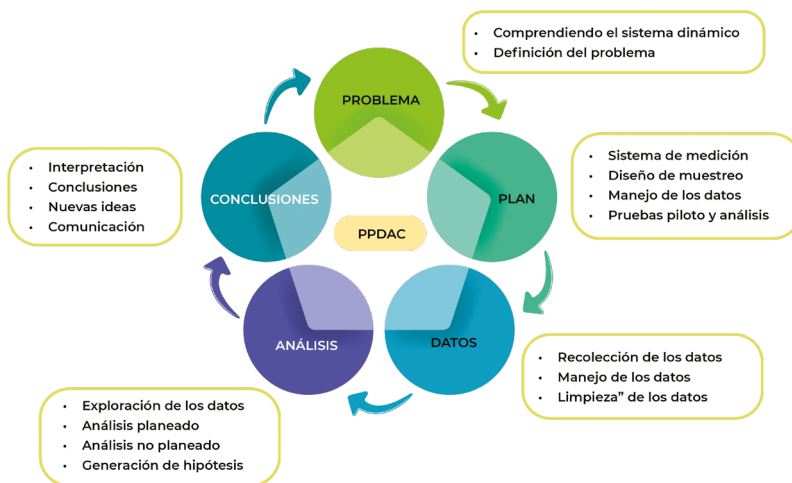 PROBLEMA
• Comprendiendo el sistema dinámico
• Definición del problema
PLAN
• Sistema de medición
• Diseño de muestreo
• Manejo de los datos
• Pruebas piloto y análisis
DATOS
• Recolección de los datos
• Manejo de los datos
• Limpieza” de los datos
ANÁLISIS
• Exploración de los datos
• Análisis planeado
• Análisis no planeado
• Generación de hipótesis
CONCLUSIONES
• Interpretación
• Conclusiones
• Nuevas ideas
• Comunicación
PPDAC